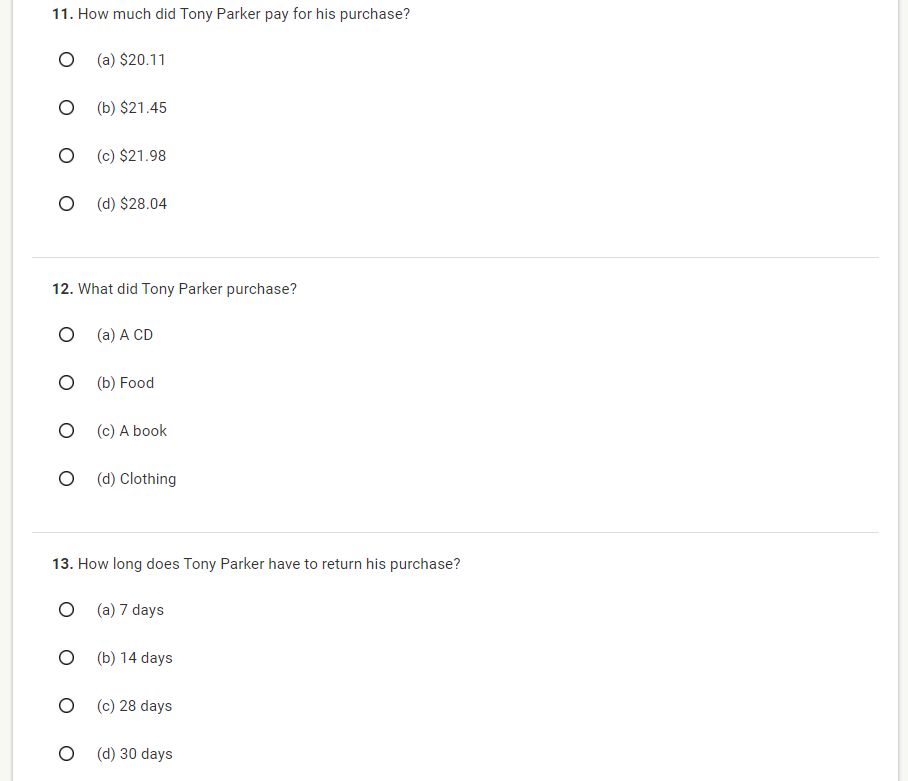 11. How much did Tony Parker pay for his purchase?
(a) $20.11
(b) $21.45
(c) $21.98
(d) $28.04
12. What did Tony Parker purchase?
(a) A CD
(b) Food
(c) A book
(d) Clothing
13. How long does Tony Parker have to return his purchase?
(a) 7 days
(b) 14 days
(c) 28 days
(d) 30 days